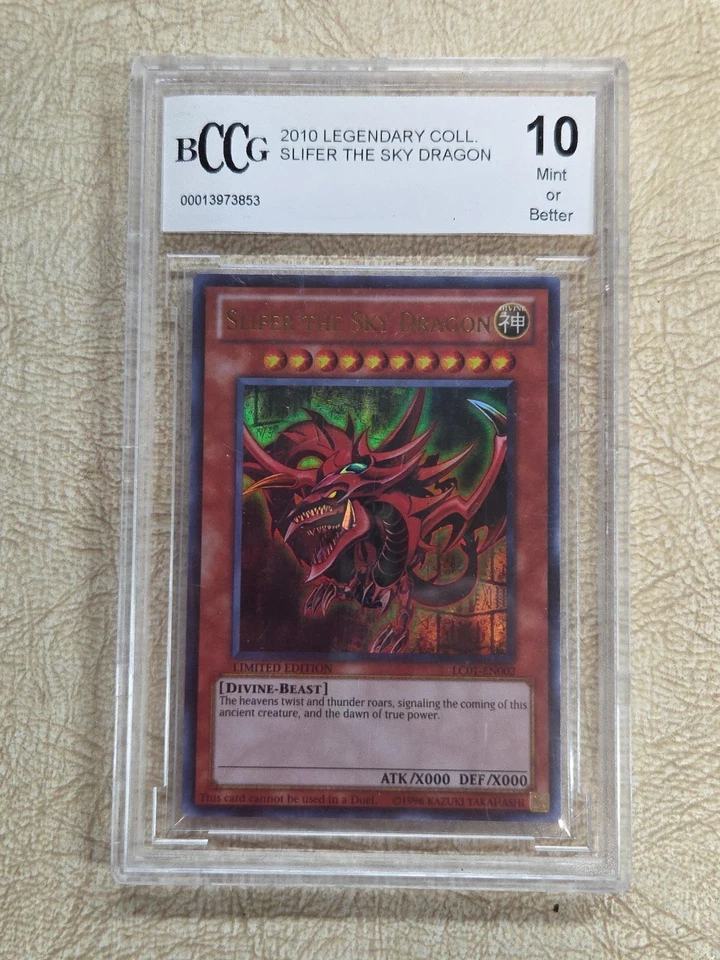 BCCG
2010 LEGENDARY COLL.
SLIFER THE SKY DRAGON
00013973853
10
Mint
or
Better
SLIFER THE SKY DRAGON
DIVINE
神
LIMITED EDITION
LC01-EN002
[DIVINE-BEAST]
The heavens twist and thunder roars, signaling the coming of this
ancient creature, and the dawn of true power.
ATK/X000 DEF/X000
This card cannot be used in a Duel.
©1996 KAZUKI TAKAHASHI